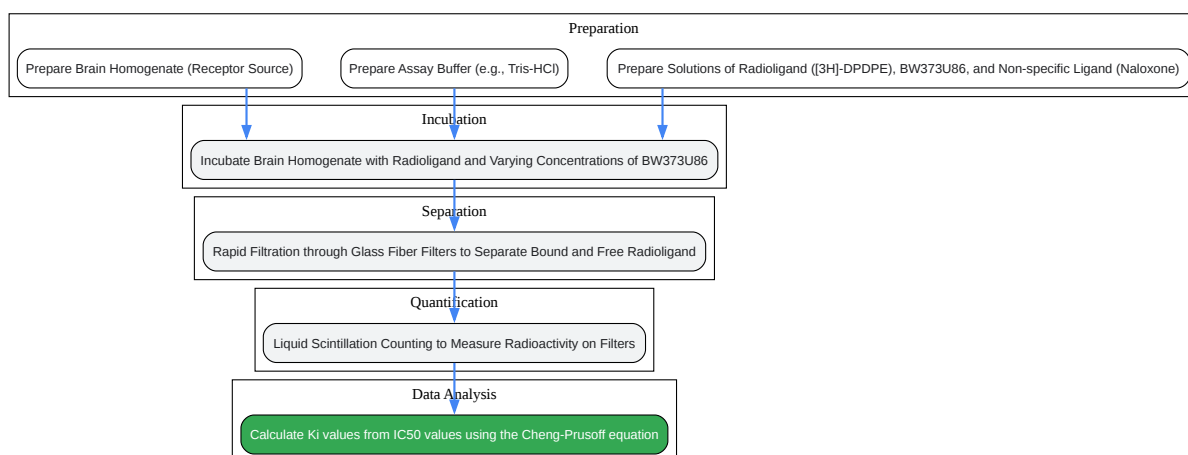 Preparation
Prepare Brain Homogenate (Receptor Source)
Prepare Assay Buffer (e.g., Tris-HCl)
Prepare Solutions of Radioligand ([3H]-DPDPE), BW373U86, and Non-specific Ligand (Naloxone)
Incubation
Incubate Brain Homogenate with Radioligand and Varying Concentrations of BW373U86
Separation
Rapid Filtration through Glass Fiber Filters to Separate Bound and Free Radioligand
Quantification
Liquid Scintillation Counting to Measure Radioactivity on Filters
Data Analysis
Calculate Ki values from IC50 values using the Cheng-Prusoff equation